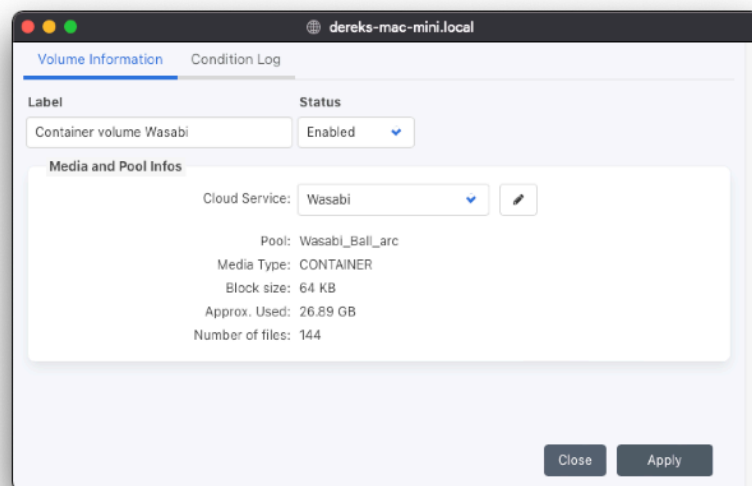 dereks-mac-mini.local
Volume Information Condition Log
Label Status
Container volume Wasabi Enabled
Media and Pool Infos
Cloud Service: Wasabi
Pool: Wasabi_Ball_arc
Media Type: CONTAINER
Block size: 64 KB
Approx. Used: 26.89 GB
Number of files: 144
Close Apply